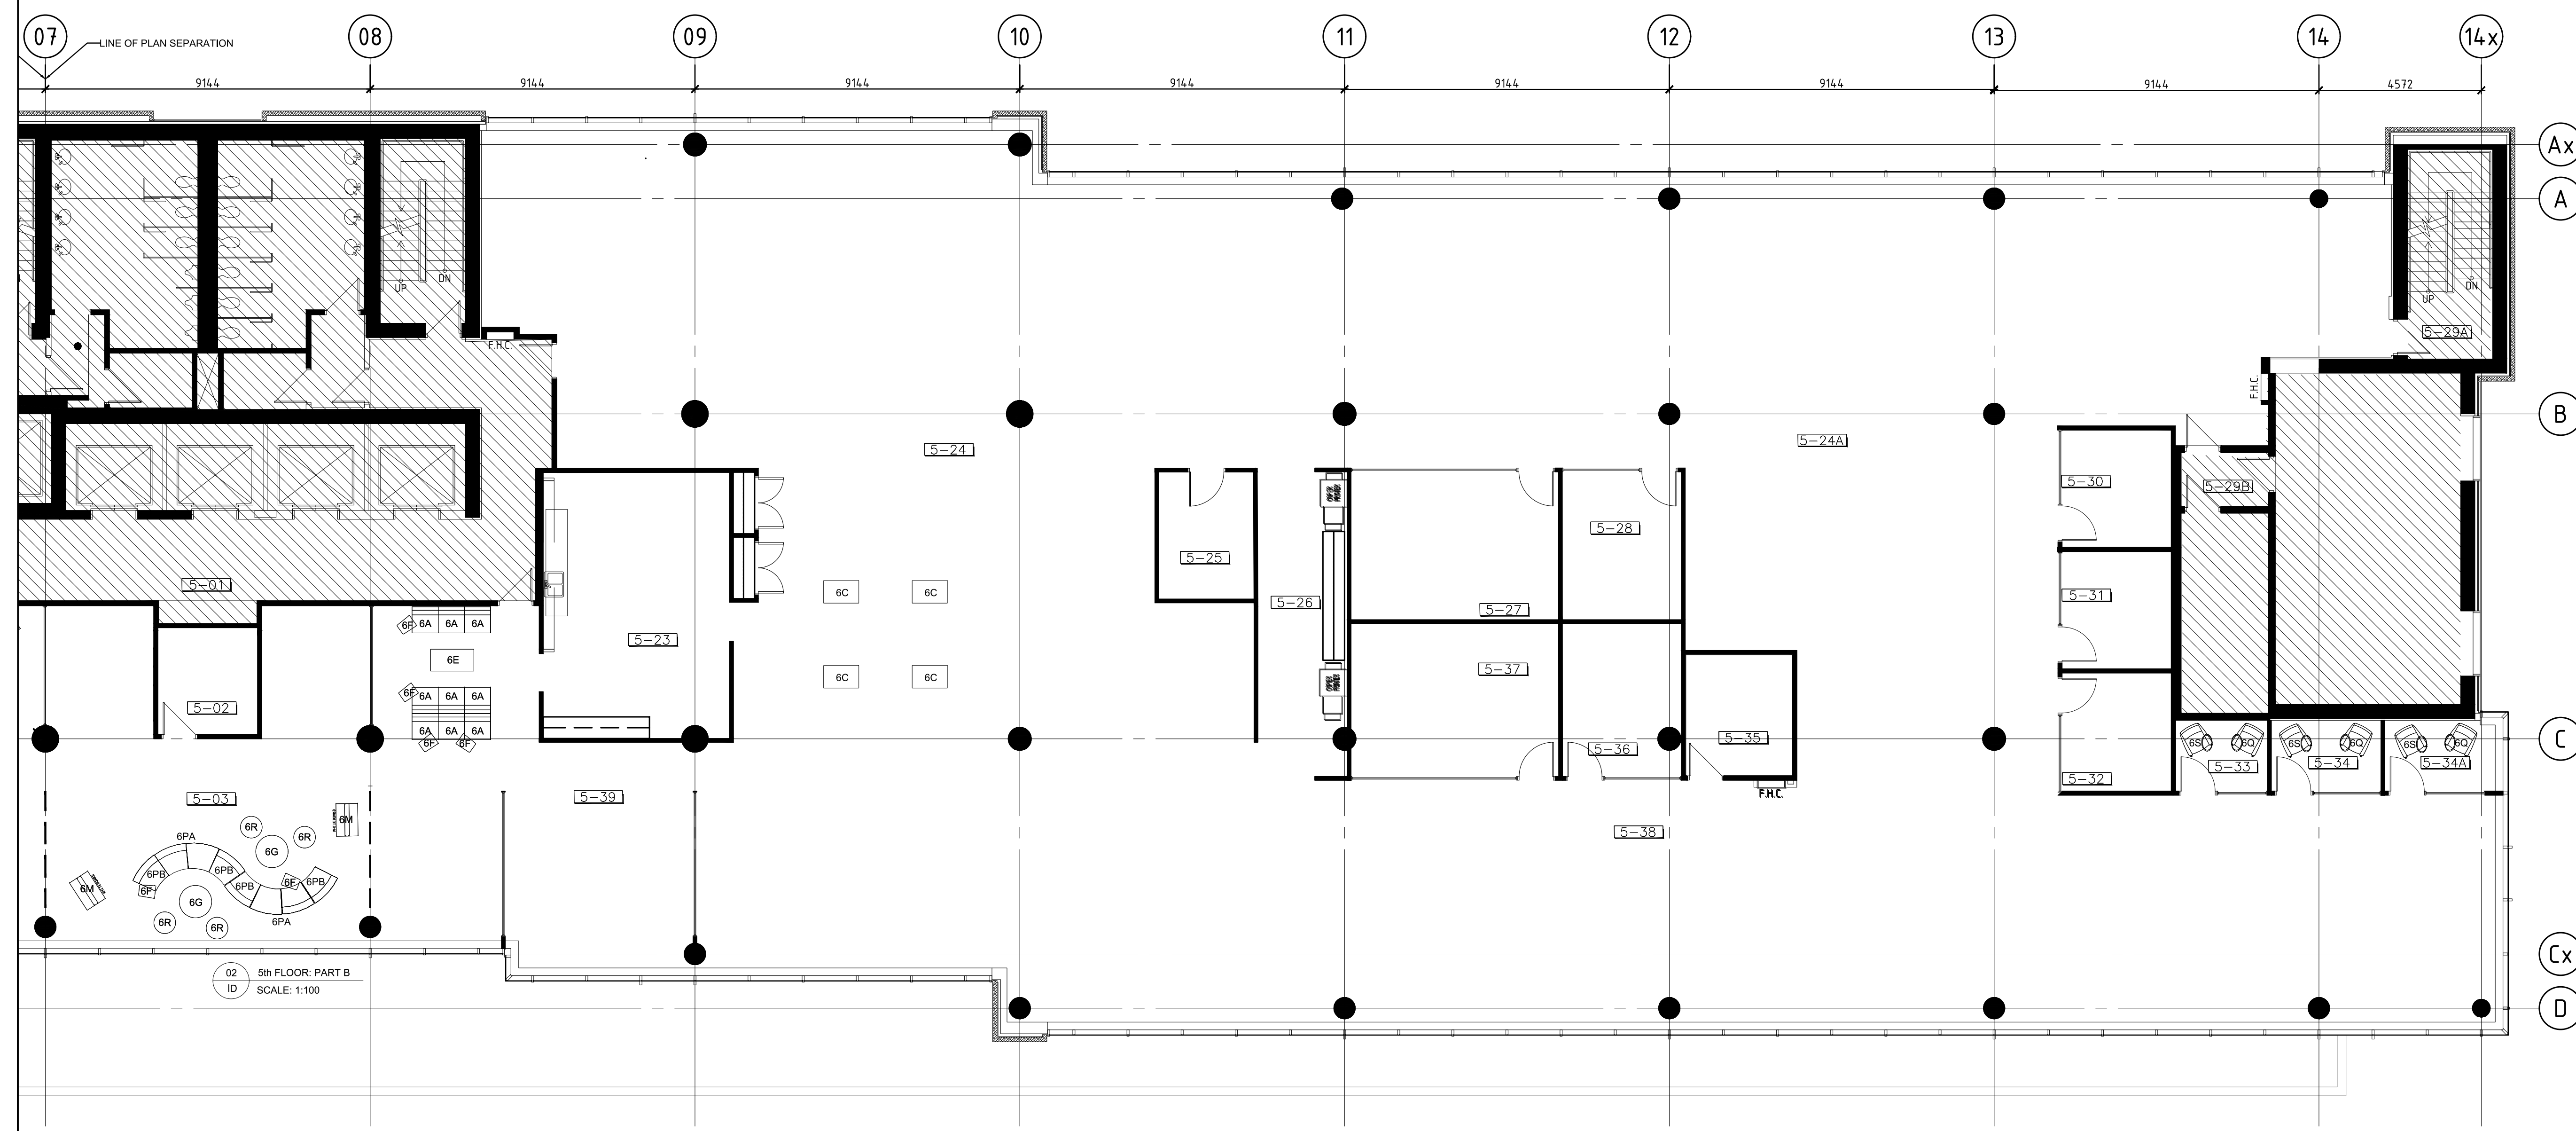 07
08
09
10
11
12
13
14
14x
LINE OF PLAN SEPARATION
9144
9144
9144
9144
9144
9144
9144
4572
Ax
A
B
C
Cx
D
UP
DN
UP
DN
5-29A
F.H.C.
F.H.C.
5-24
5-24A
5-30
5-29B
COPIER
PRINTER
5-28
5-25
5-01
6C
6C
5-26
5-27
5-31
6F
6A
6A
6A
5-23
6E
6C
6C
5-37
COPIER
PRINTER
6F
6A
6A
6A
5-02
6A
6A
6A
6F
6F
5-36
5-35
6S
6Q
6S
6Q
6S
6Q
5-33
5-34
5-34A
5-32
F.H.C.
5-03
5-39
5-38
6M
6R
6R
6PA
6G
6PB
6PB
6PB
6PB
6F
6F
6M
6G
6R
6R
6PA
02
ID
5th FLOOR: PART B
SCALE: 1:100